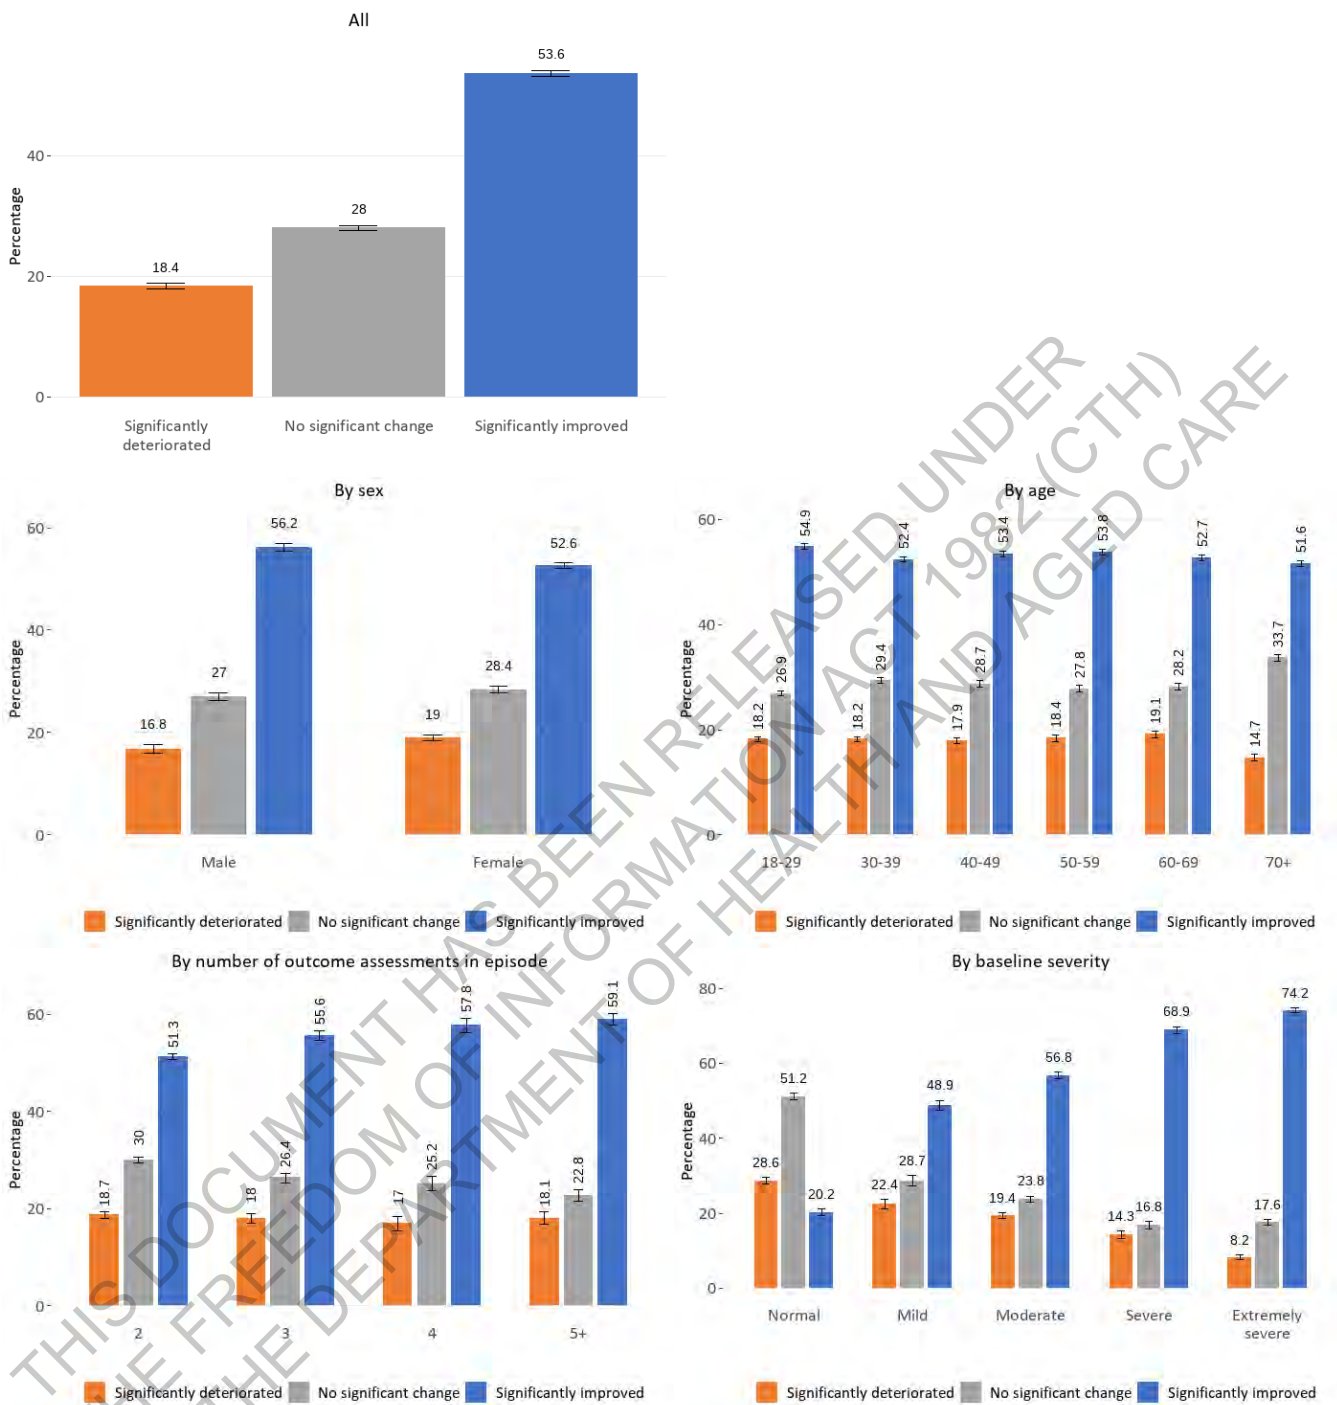 All
Percentage
40
20
0
18.4
28
53.6
Significantly
deteriorated
No significant change
Significantly improved
By sex
Percentage
60
40
20
0
16.8
27
56.2
19
28.4
52.6
Male
Female
Significantly deteriorated
No significant change
Significantly improved
By age
Percentage
60
40
20
0
18.2
26.9
54.9
18.2
29.4
52.4
17.9
28.7
53.4
18.4
27.8
53.8
19.1
28.2
52.7
14.7
33.7
51.6
18-29
30-39
40-49
50-59
60-69
70+
Significantly deteriorated
No significant change
Significantly improved
By number of outcome assessments in episode
Percentage
60
40
20
0
18.7
30
51.3
18
26.4
55.6
17
25.2
57.8
18.1
22.8
59.1
2
3
4
5+
Significantly deteriorated
No significant change
Significantly improved
By baseline severity
Percentage
80
60
40
20
0
28.6
51.2
20.2
22.4
28.7
48.9
19.4
23.8
56.8
14.3
16.8
68.9
8.2
17.6
74.2
Normal
Mild
Moderate
Severe
Extremely
severe
Significantly deteriorated
No significant change
Significantly improved
THIS DOCUMENT HAS BEEN RELEASED UNDER
THE FREEDOM OF INFORMATION ACT 1982 (CTH)
THE DEPARTMENT OF HEALTH AND AGED CARE